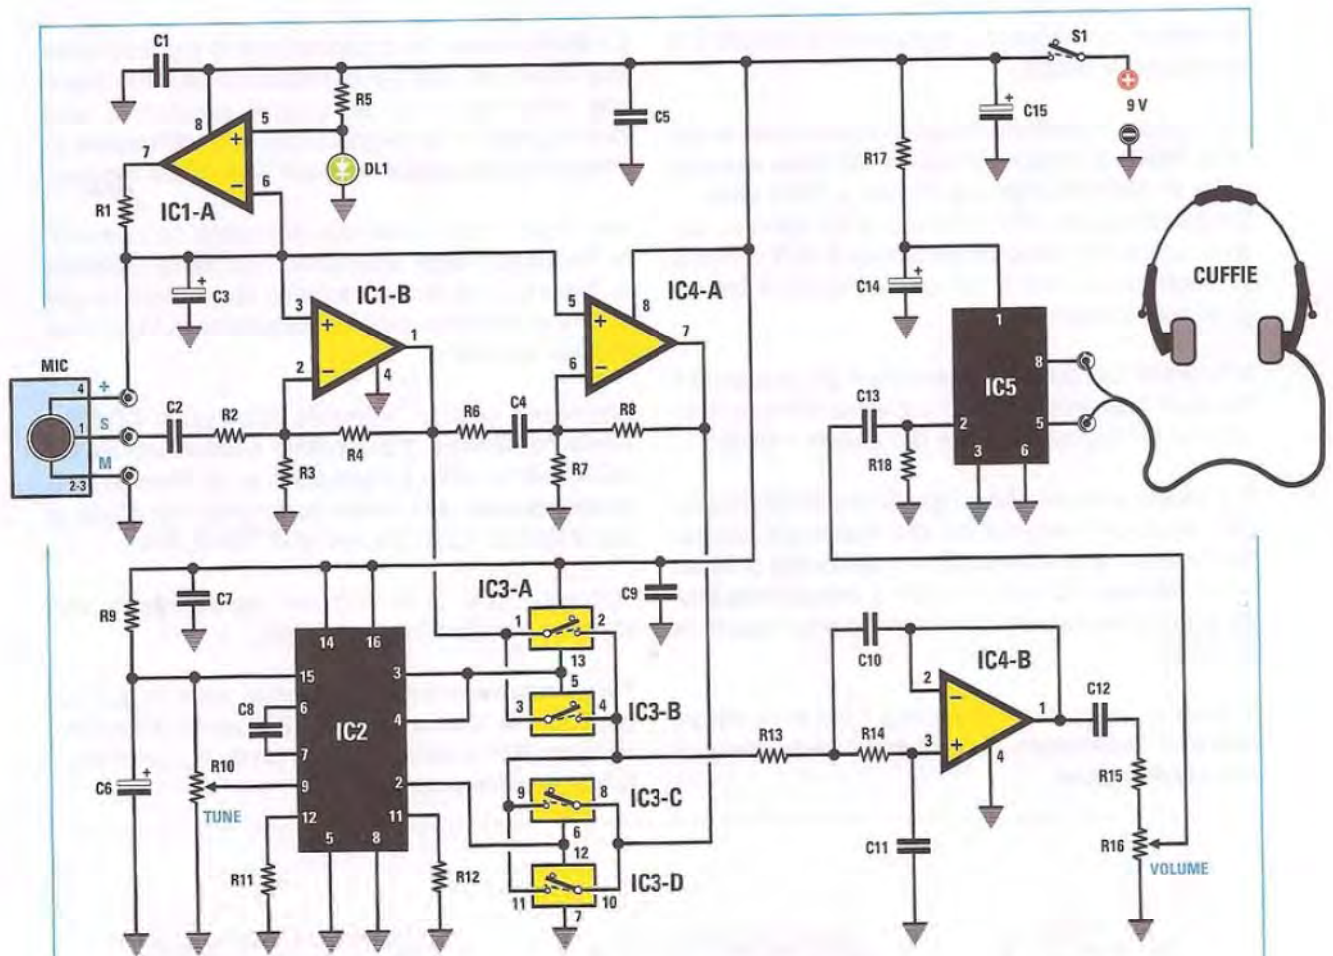 C1
S1
R5
C5
C15
+
9 V
8
5
7
6
DL1
R17
R1
IC1-A
C3
IC1-B
IC4-A
C14
CUFFIE
3
1
5
8
7
2
4
6
MIC
4
+
1
S
M
2-3
C2
R2
R3
R4
R6
C4
R8
R7
C13
R18
1
IC5
8
2
5
3
6
R9
C7
IC3-A
C9
14
16
1
2
13
15
3
5
C10
IC4-B
6
C8
4
3
4
IC3-B
2
1
C12
7
IC2
R13
R14
3
4
R10
9
2
9
8
IC3-C
R15
C6
TUNE
12
11
6
12
C11
R16
VOLUME
5
8
R11
R12
IC3-D
11
10
7